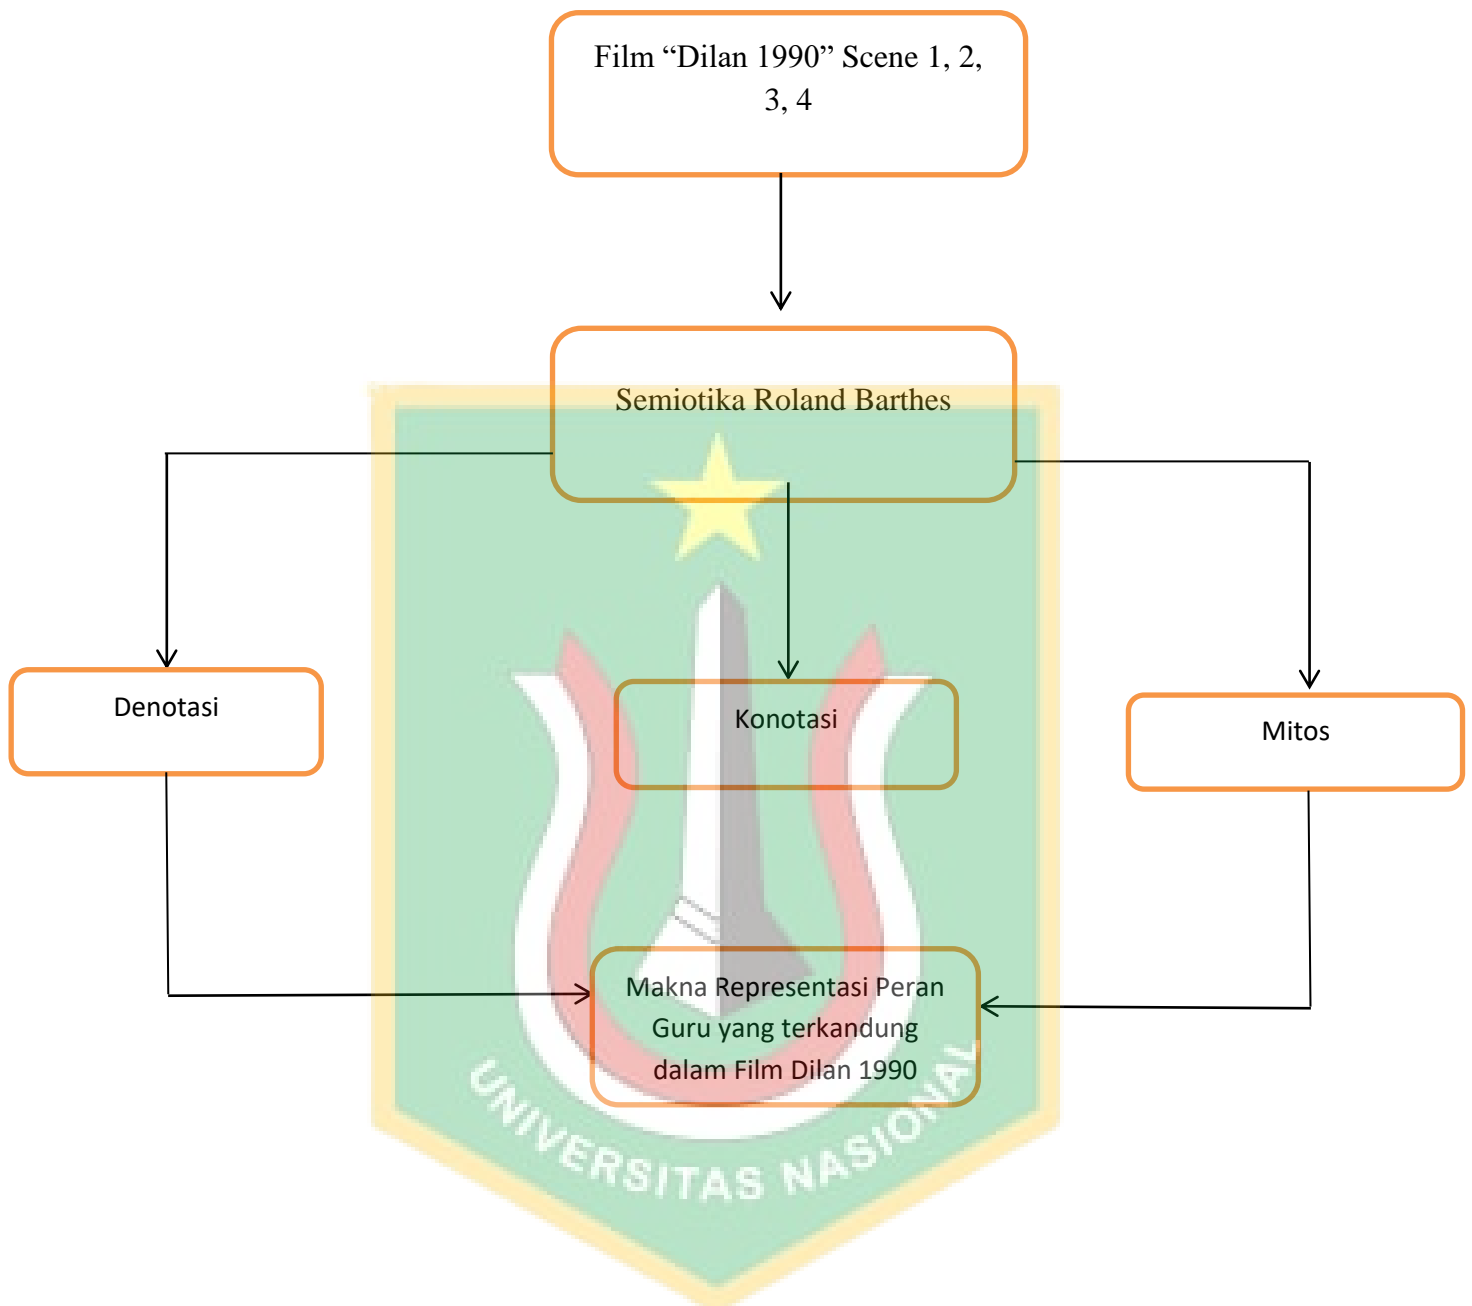 Film “Dilan 1990” Scene 1, 2,
3, 4
Semiotika Roland Barthes
Denotasi
Konotasi
Mitos
Makna Representasi Peran
Guru yang terkandung
dalam Film Dilan 1990
UNIVERSITAS NASIONAL